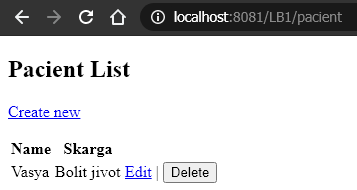 localhost:8081/LB1/pacient
Pacient List
Create new
Name Skarga
Vasya Bolit jivot Edit | Delete